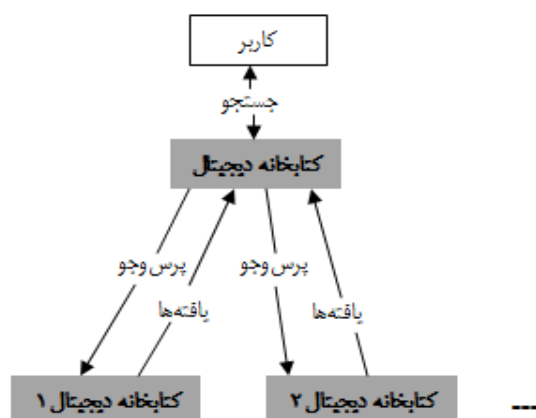 کاربر
جستجو
کتابخانه دیجیتال
پرس‌وجو
پرس‌وجو
یافته‌ها
یافته‌ها
کتابخانه دیجیتال ۱
کتابخانه دیجیتال ۲
---